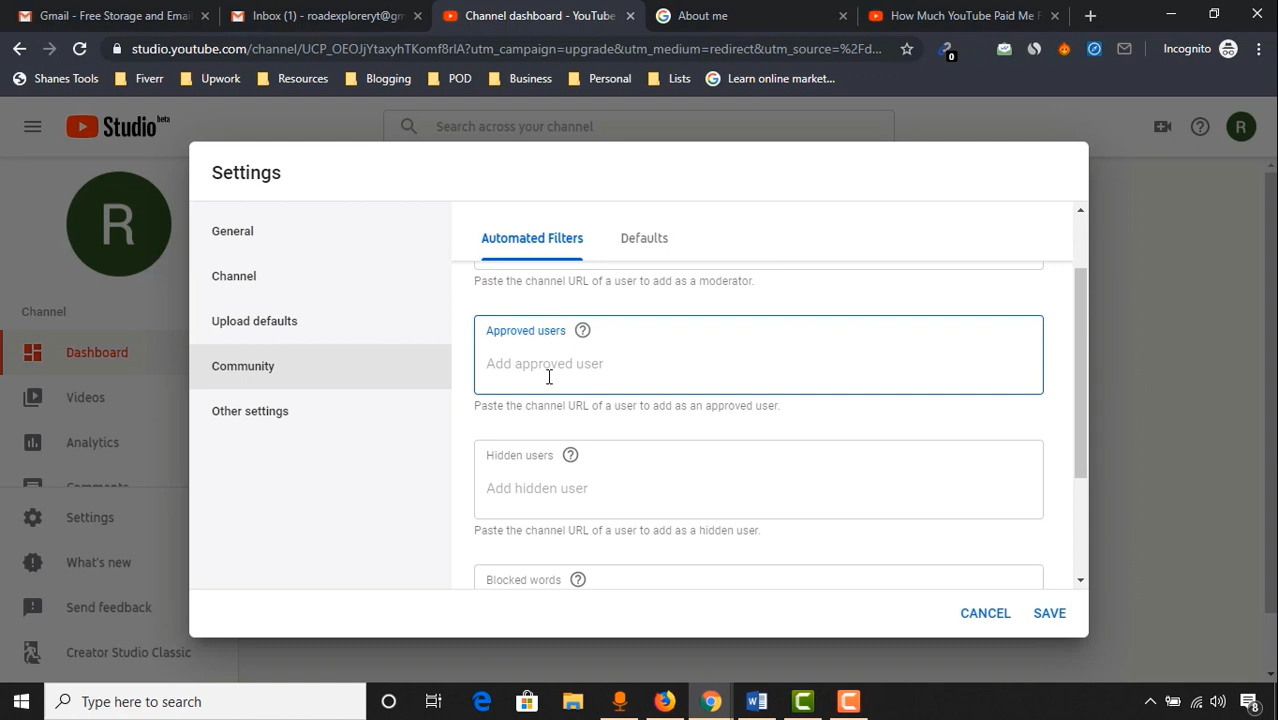 Gmail - Free Storage and Email
Inbox (1) - roadexploreryt@gmai
Channel dashboard - YouTube
About me
How Much YouTube Paid Me F
studio.youtube.com/channel/UCP_OEOJjYtaxyhTKomf8rlA?utm_campaign=upgrade&utm_medium=redirect&utm_source=%2Fd...
0
Incognito
Shanes Tools
Fiverr
Upwork
Resources
Blogging
POD
Business
Personal
Lists
Learn online market...
Studio beta
Search across your channel
R
R
Channel
Dashboard
Videos
Analytics
Comments
Settings
What's new
Send feedback
Creator Studio Classic
Settings
General
Channel
Upload defaults
Community
Other settings
Automated Filters
Defaults
Paste the channel URL of a user to add as a moderator.
Approved users
Add approved user
Paste the channel URL of a user to add as an approved user.
Hidden users
Add hidden user
Paste the channel URL of a user to add as a hidden user.
Blocked words
CANCEL
SAVE
Type here to search
8